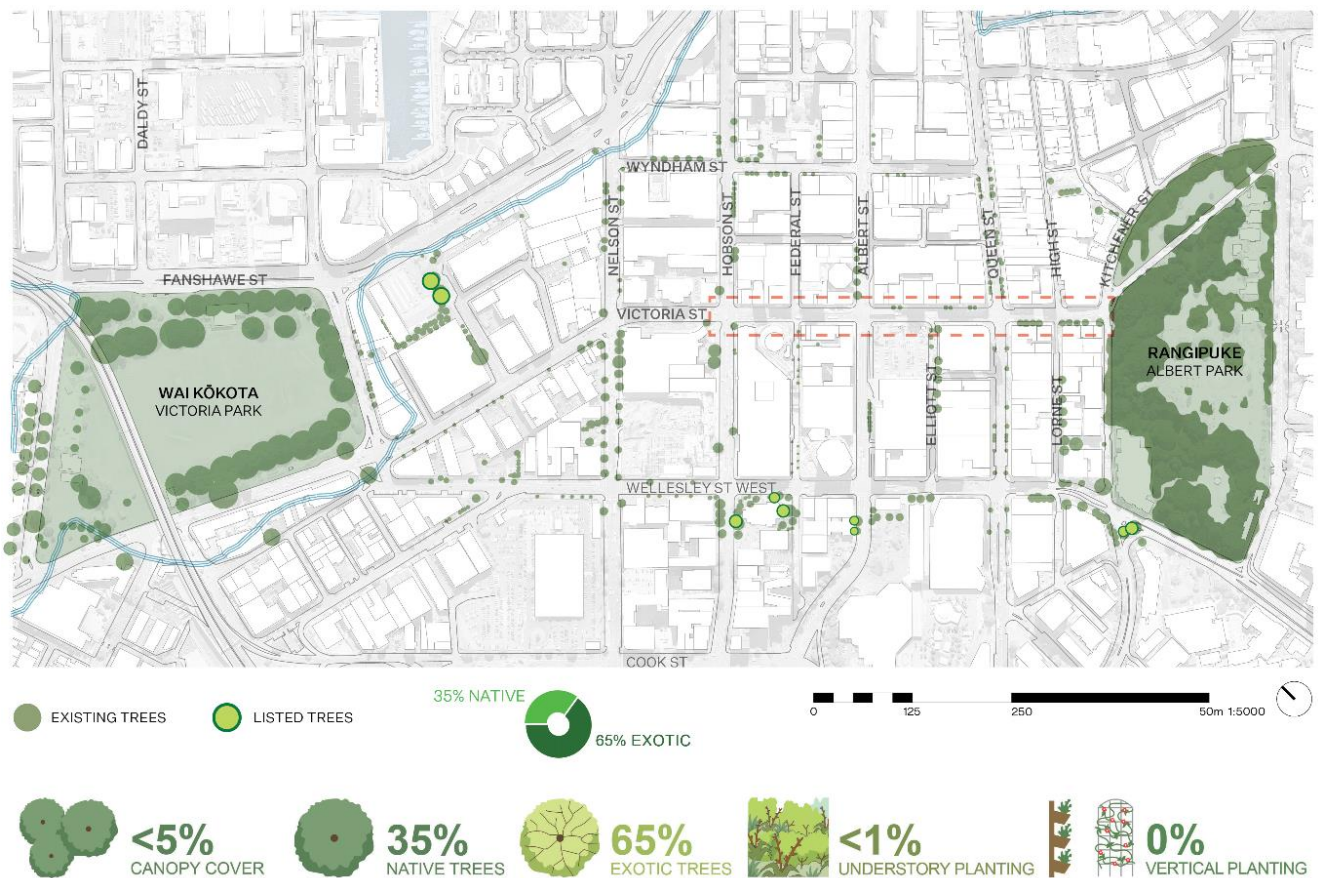 DALDY ST
WYNDHAM ST
NELSON ST
HOBSON ST
FEDERAL ST
ALBERT ST
QUEEN ST
HIGH ST
KITCHENER ST
FANSHAWE ST
VICTORIA ST
WAI KŌKOTA
VICTORIA PARK
RANGIPUKE
ALBERT PARK
ELLIOTT ST
LORNE ST
WELLESLEY ST WEST
COOK ST
EXISTING TREES
LISTED TREES
35% NATIVE
65% EXOTIC
0 125 250 50m 1:5000
<5%
CANOPY COVER
35%
NATIVE TREES
65%
EXOTIC TREES
<1%
UNDERSTORY PLANTING
0%
VERTICAL PLANTING